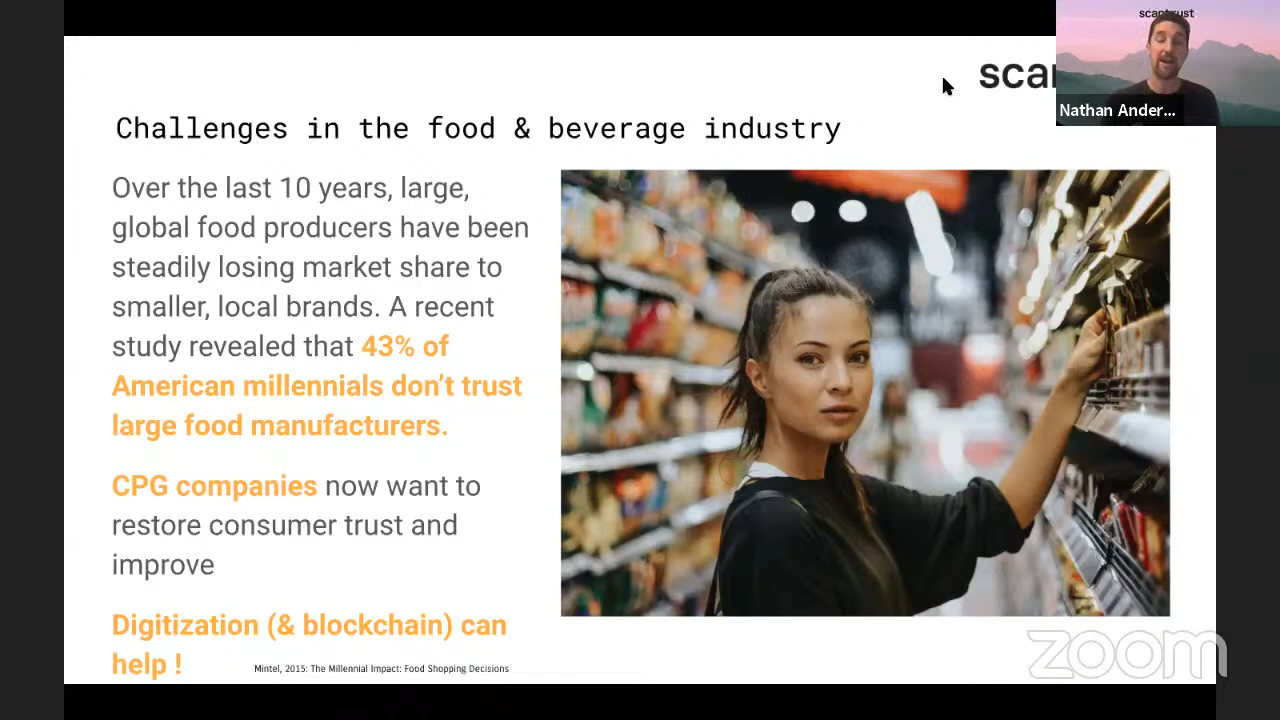 scantrust
Nathan Ander...
Challenges in the food & beverage industry
Over the last 10 years, large,
global food producers have been
steadily losing market share to
smaller, local brands. A recent
study revealed that 43% of
American millennials don’t trust
large food manufacturers.
CPG companies now want to
restore consumer trust and
improve
Digitization (& blockchain) can
help !
Mintel, 2015: The Millennial Impact: Food Shopping Decisions
zoom